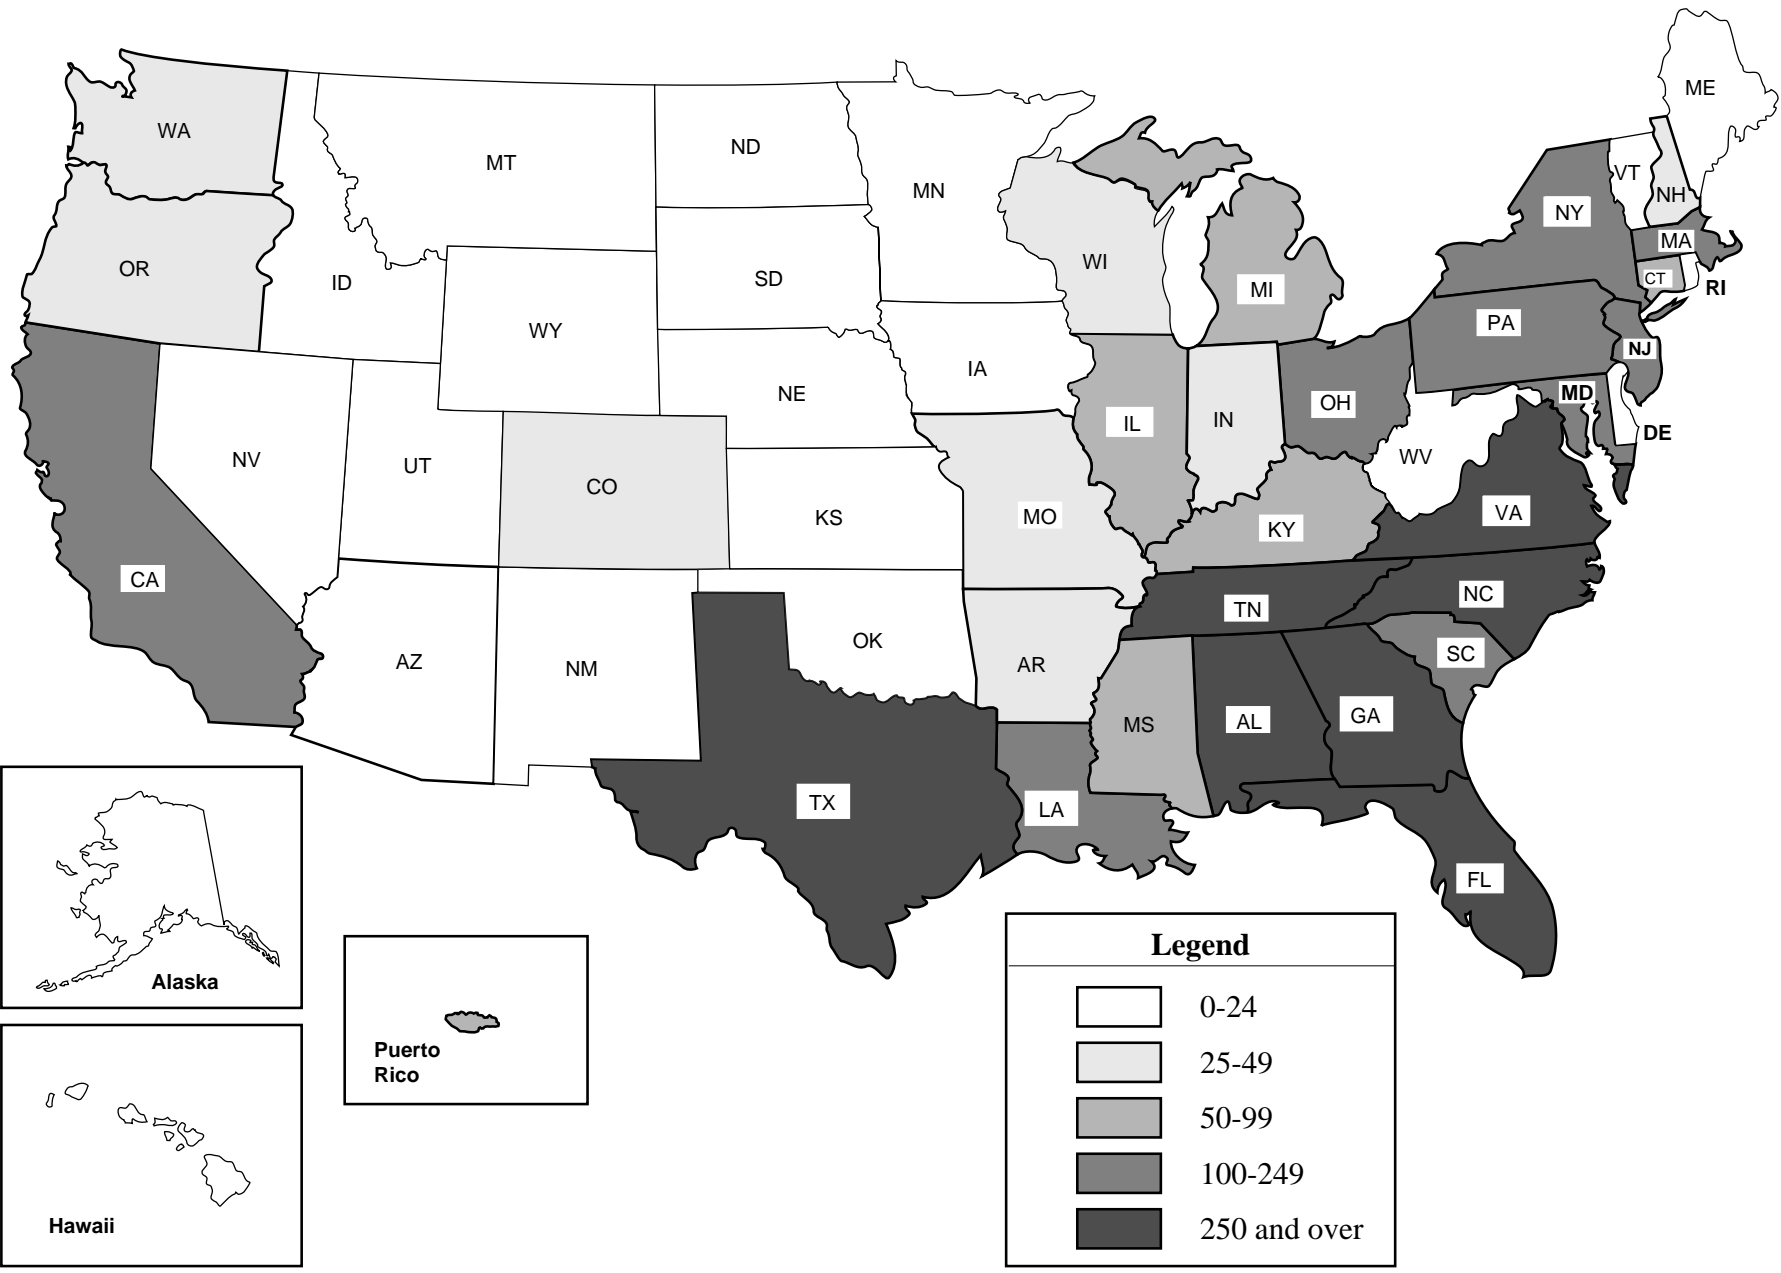 ME
WA
ND
MT
VT
MN
NH
NY
MA
WI
OR
SD
CT
ID
MI
RI
PA
WY
NJ
IA
NE
MD
OH
IN
IL
DE
WV
NV
UT
CO
VA
KS
MO
KY
CA
NC
TN
OK
SC
AZ
AR
NM
GA
AL
MS
TX
LA
FL
Legend
Alaska
0-24
Puerto
Rico
25-49
50-99
100-249
Hawaii
250 and over